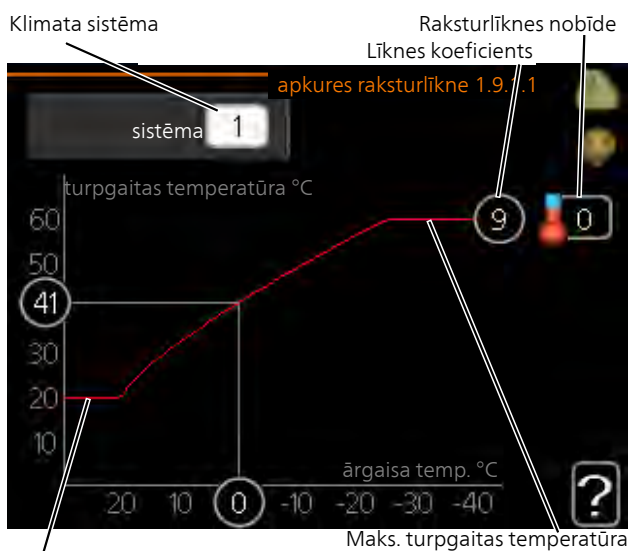 Klimata sistēma
Raksturlīknes nobīde
Līknes koeficients
apkures raksturlīkne 1.9.1.1
sistēma 1
turpgaitas temperatūra °C
60
9
0
50
41
30
20
10
ārgaisa temp. °C
20 10 0 -10 -20 -30 -40
?
Maks. turpgaitas temperatūra